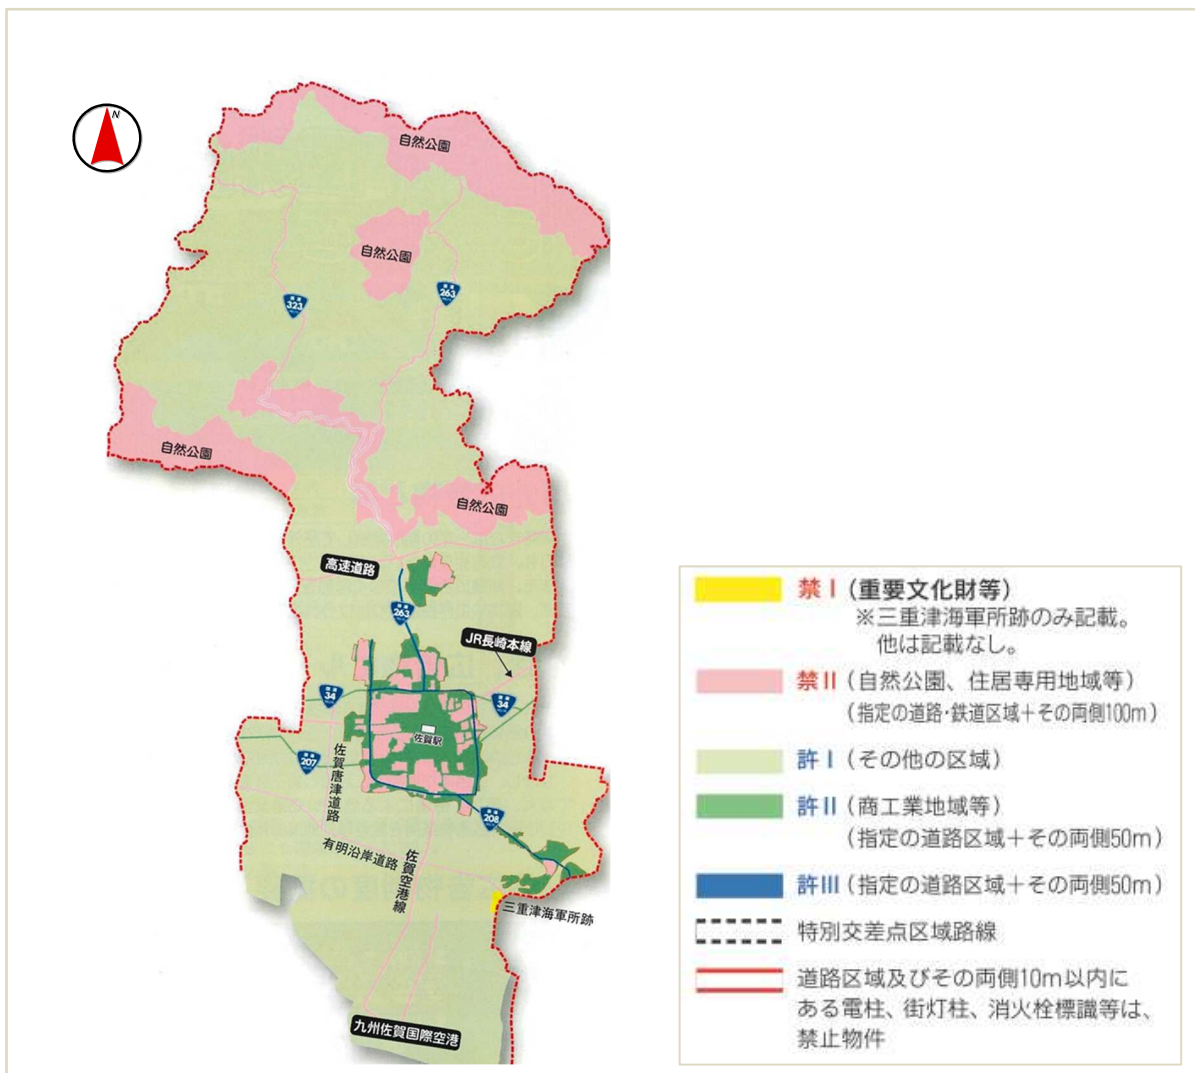 N
自然公園
自然公園
323
263
自然公園
自然公園
高速道路
263
JR長崎本線
34
34
佐賀駅
207
佐賀唐津道路
208
有明沿岸道路
佐賀空港線
三重津海軍所跡
九州佐賀国際空港
禁Ⅰ(重要文化財等)
※三重津海軍所跡のみ記載。
他は記載なし。
禁Ⅱ(自然公園、住居専用地域等)
(指定の道路・鉄道区域+その両側100m)
許Ⅰ(その他の区域)
許Ⅱ(商工業地域等)
(指定の道路区域+その両側50m)
許Ⅲ(指定の道路区域+その両側50m)
特別交差点区域路線
道路区域及びその両側10m以内に
ある電柱、街灯柱、消火栓標識等は、
禁止物件